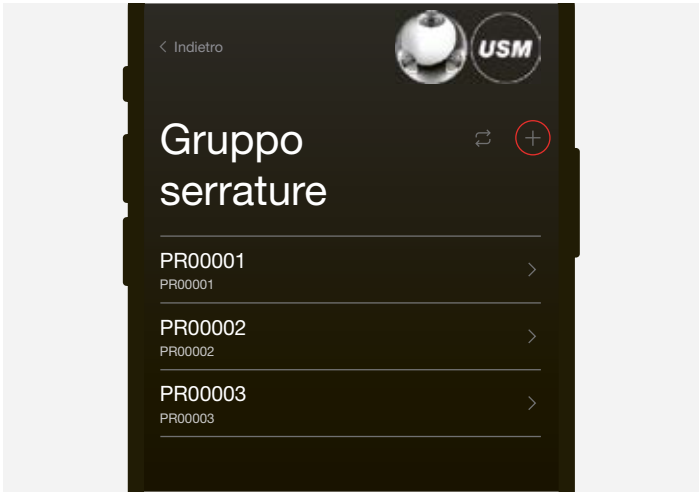 Indietro
USM
Gruppo
serrature
PR00001
PR00001
PR00002
PR00002
PR00003
PR00003